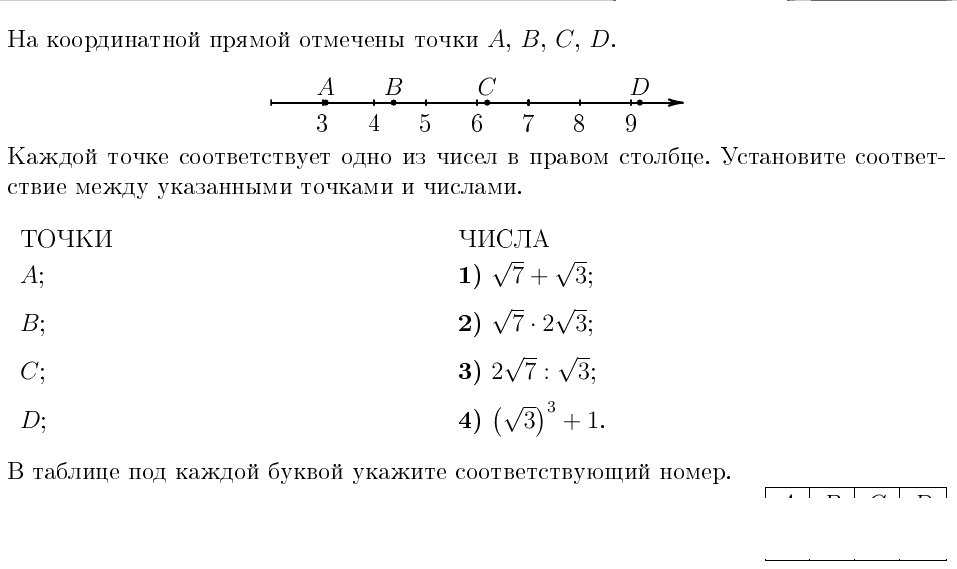 На координатной прямой отмечены точки A, B, C, D.
A B C D
3 4 5 6 7 8 9
Каждой точке соответствует одно из чисел в правом столбце. Установите соответ-
ствие между указанными точками и числами.
ТОЧКИ ЧИСЛА
A; 1) √7 + √3;
B; 2) √7 · 2√3;
C; 3) 2√7 : √3;
D; 4) (√3)³ + 1.
В таблице под каждой буквой укажите соответствующий номер.